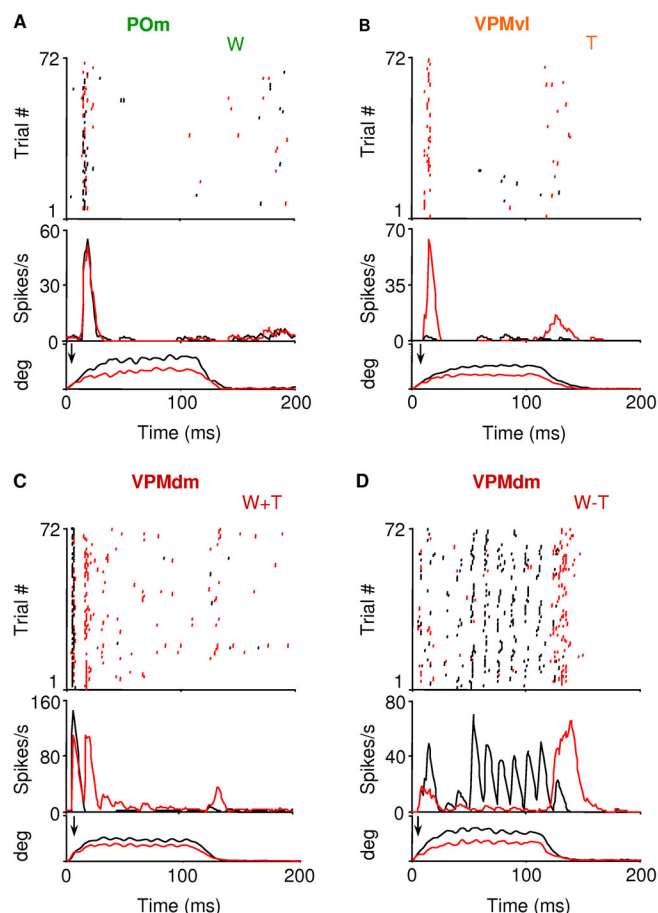 A
POm
W
72
Trial #
1
60
30
Spikes/s
0
deg
0
100
200
Time (ms)
B
VPMvl
T
72
Trial #
1
70
35
Spikes/s
0
deg
0
100
200
Time (ms)
C
VPMdm
W+T
72
Trial #
1
160
80
Spikes/s
0
deg
0
100
200
Time (ms)
D
VPMdm
W-T
72
Trial #
1
80
40
Spikes/s
0
deg
0
100
200
Time (ms)